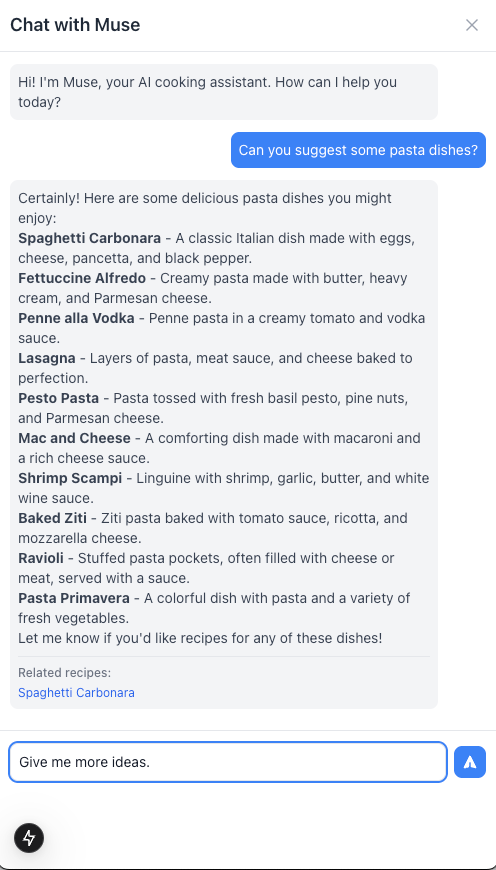 Chat with Muse
Hi! I'm Muse, your AI cooking assistant. How can I help you
today?
Can you suggest some pasta dishes?
Certainly! Here are some delicious pasta dishes you might
enjoy:
Spaghetti Carbonara - A classic Italian dish made with eggs,
cheese, pancetta, and black pepper.
Fettuccine Alfredo - Creamy pasta made with butter, heavy
cream, and Parmesan cheese.
Penne alla Vodka - Penne pasta in a creamy tomato and vodka
sauce.
Lasagna - Layers of pasta, meat sauce, and cheese baked to
perfection.
Pesto Pasta - Pasta tossed with fresh basil pesto, pine nuts,
and Parmesan cheese.
Mac and Cheese - A comforting dish made with macaroni and
a rich cheese sauce.
Shrimp Scampi - Linguine with shrimp, garlic, butter, and white
wine sauce.
Baked Ziti - Ziti pasta baked with tomato sauce, ricotta, and
mozzarella cheese.
Ravioli - Stuffed pasta pockets, often filled with cheese or
meat, served with a sauce.
Pasta Primavera - A colorful dish with pasta and a variety of
fresh vegetables.
Let me know if you'd like recipes for any of these dishes!
Related recipes:
Spaghetti Carbonara
Give me more ideas.